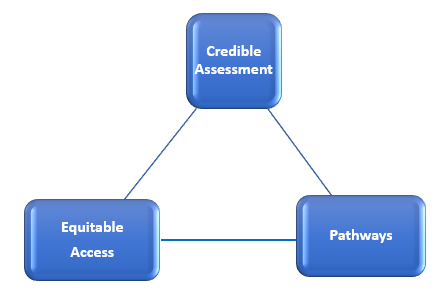 Credible
Assessment
Equitable
Access
Pathways